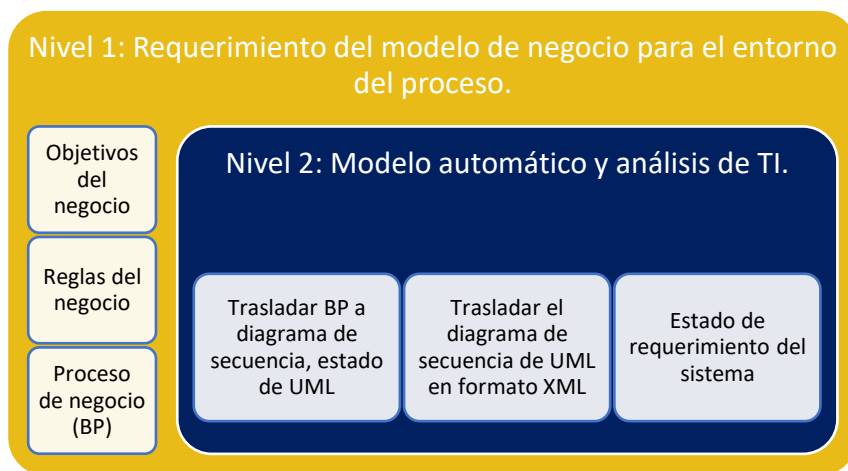 Nivel 1: Requerimiento del modelo de negocio para el entorno
del proceso.
Objetivos
del
negocio
Reglas del
negocio
Proceso
de negocio
(BP)
Nivel 2: Modelo automático y análisis de TI.
Trasladar BP a
diagrama de
secuencia, estado
de UML
Trasladar el
diagrama de
secuencia de UML
en formato XML
Estado de
requerimiento del
sistema